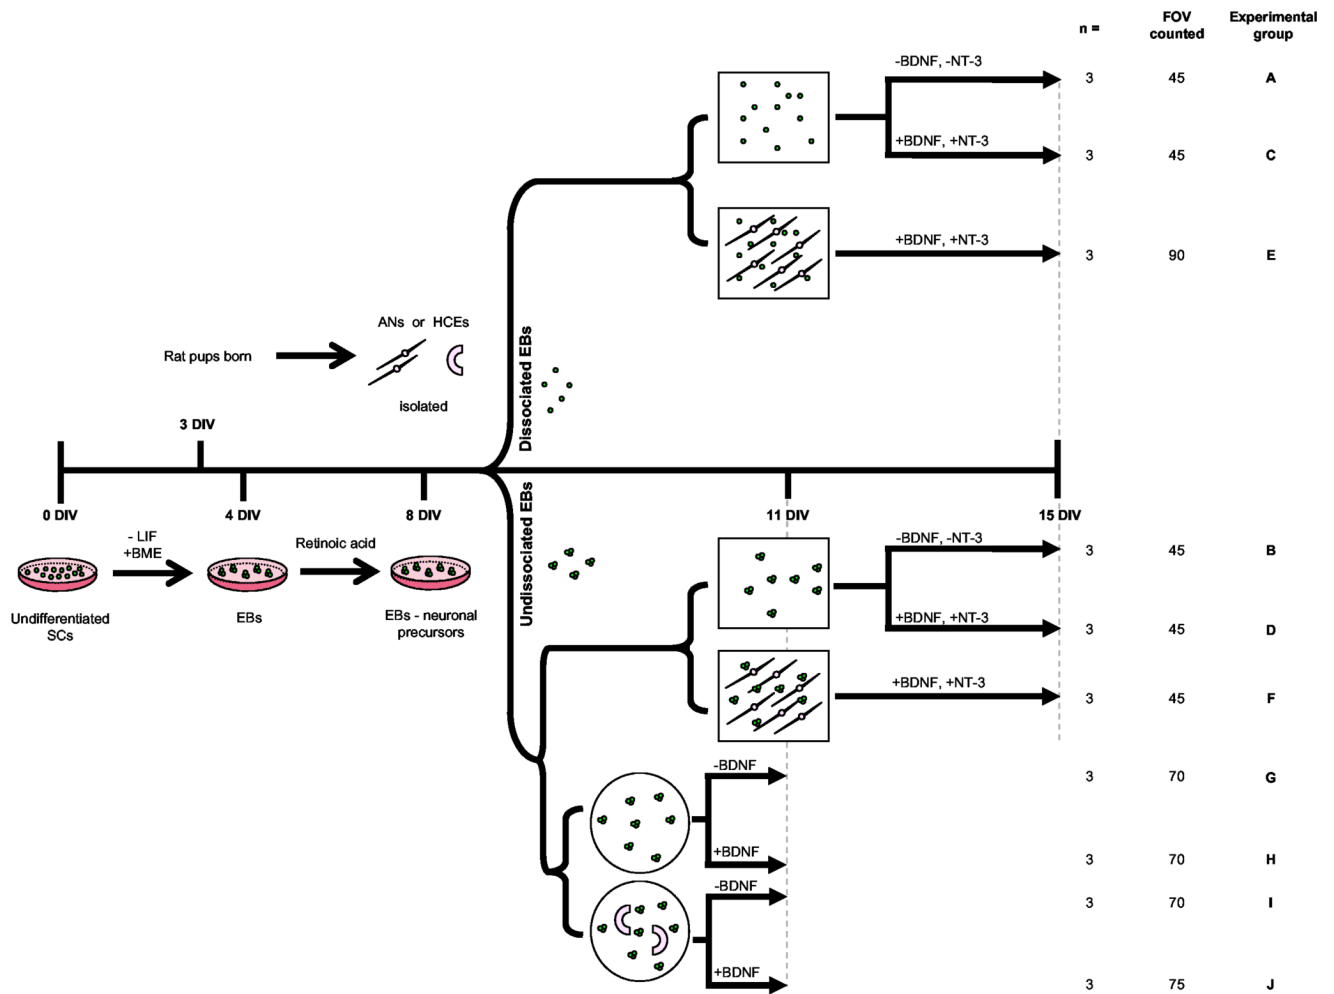 n =
FOV
counted
Experimental
group
-BDNF, -NT-3
3
45
A
+BDNF, +NT-3
3
45
C
+BDNF, +NT-3
3
90
E
ANs or HCEs
Rat pups born
isolated
Dissociated EBs
3 DIV
0 DIV
4 DIV
8 DIV
11 DIV
15 DIV
Undissociated EBs
- LIF
+BME
Retinoic acid
Undifferentiated
SCs
EBs
EBs - neuronal
precursors
-BDNF, -NT-3
3
45
B
+BDNF, +NT-3
3
45
D
+BDNF, +NT-3
3
45
F
-BDNF
3
70
G
+BDNF
3
70
H
-BDNF
3
70
I
+BDNF
3
75
J